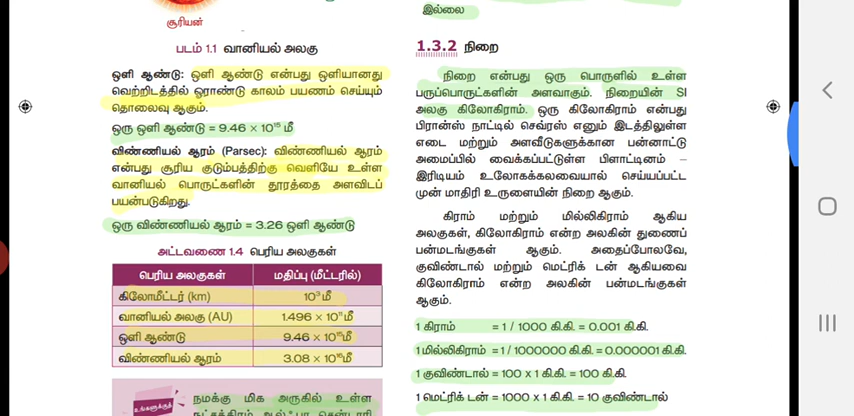 சூரியன்
படம் 1.1 வானியல் அலகு
ஒளி ஆண்டு: ஒளி ஆண்டு என்பது ஒளியானது
வெற்றிடத்தில் ஓராண்டு காலம் பயணம் செய்யும்
தொலைவு ஆகும்.
ஒரு ஒளி ஆண்டு = 9.46 × 10¹⁵ மீ
விண்ணியல் ஆரம் (Parsec): விண்ணியல் ஆரம்
என்பது சூரிய குடும்பத்திற்கு வெளியே உள்ள
வானியல் பொருட்களின் தூரத்தை அளவிடப்
பயன்படுகிறது.
ஒரு விண்ணியல் ஆரம் = 3.26 ஒளி ஆண்டு
அட்டவணை 1.4 பெரிய அலகுகள்
பெரிய அலகுகள் மதிப்பு (மீட்டரில்)
கிலோமீட்டர் (km) 10³ மீ
வானியல் அலகு (AU) 1.496 × 10¹¹ மீ
ஒளி ஆண்டு 9.46 × 10¹⁵ மீ
விண்ணியல் ஆரம் 3.08 × 10¹⁶ மீ
உங்களுக்குத்
நமக்கு மிக அருகில் உள்ள
இல்லை
1.3.2 நிறை
நிறை என்பது ஒரு பொருளில் உள்ள
பருப்பொருட்களின் அளவாகும். நிறையின் SI
அலகு கிலோகிராம். ஒரு கிலோகிராம் என்பது
பிரான்ஸ் நாட்டில் செவ்ரஸ் எனும் இடத்திலுள்ள
எடை மற்றும் அளவீடுகளுக்கான பன்னாட்டு
அமைப்பில் வைக்கப்பட்டுள்ள பிளாட்டினம் –
இரிடியம் உலோகக்கலவையால் செய்யப்பட்ட
முன் மாதிரி உருளையின் நிறை ஆகும்.
கிராம் மற்றும் மில்லிகிராம் ஆகிய
அலகுகள், கிலோகிராம் என்ற அலகின் துணைப்
பன்மடங்குகள் ஆகும். அதைப்போலவே,
குவிண்டால் மற்றும் மெட்ரிக் டன் ஆகியவை
கிலோகிராம் என்ற அலகின் பன்மடங்குகள்
ஆகும்.
1 கிராம் = 1 / 1000 கி.கி. = 0.001 கி.கி.
1 மில்லிகிராம் = 1 / 1000000 கி.கி. = 0.000001 கி.கி.
1 குவிண்டால் = 100 x 1 கி.கி. = 100 கி.கி.
1 மெட்ரிக் டன் = 1000 x 1 கி.கி. = 10 குவிண்டால்